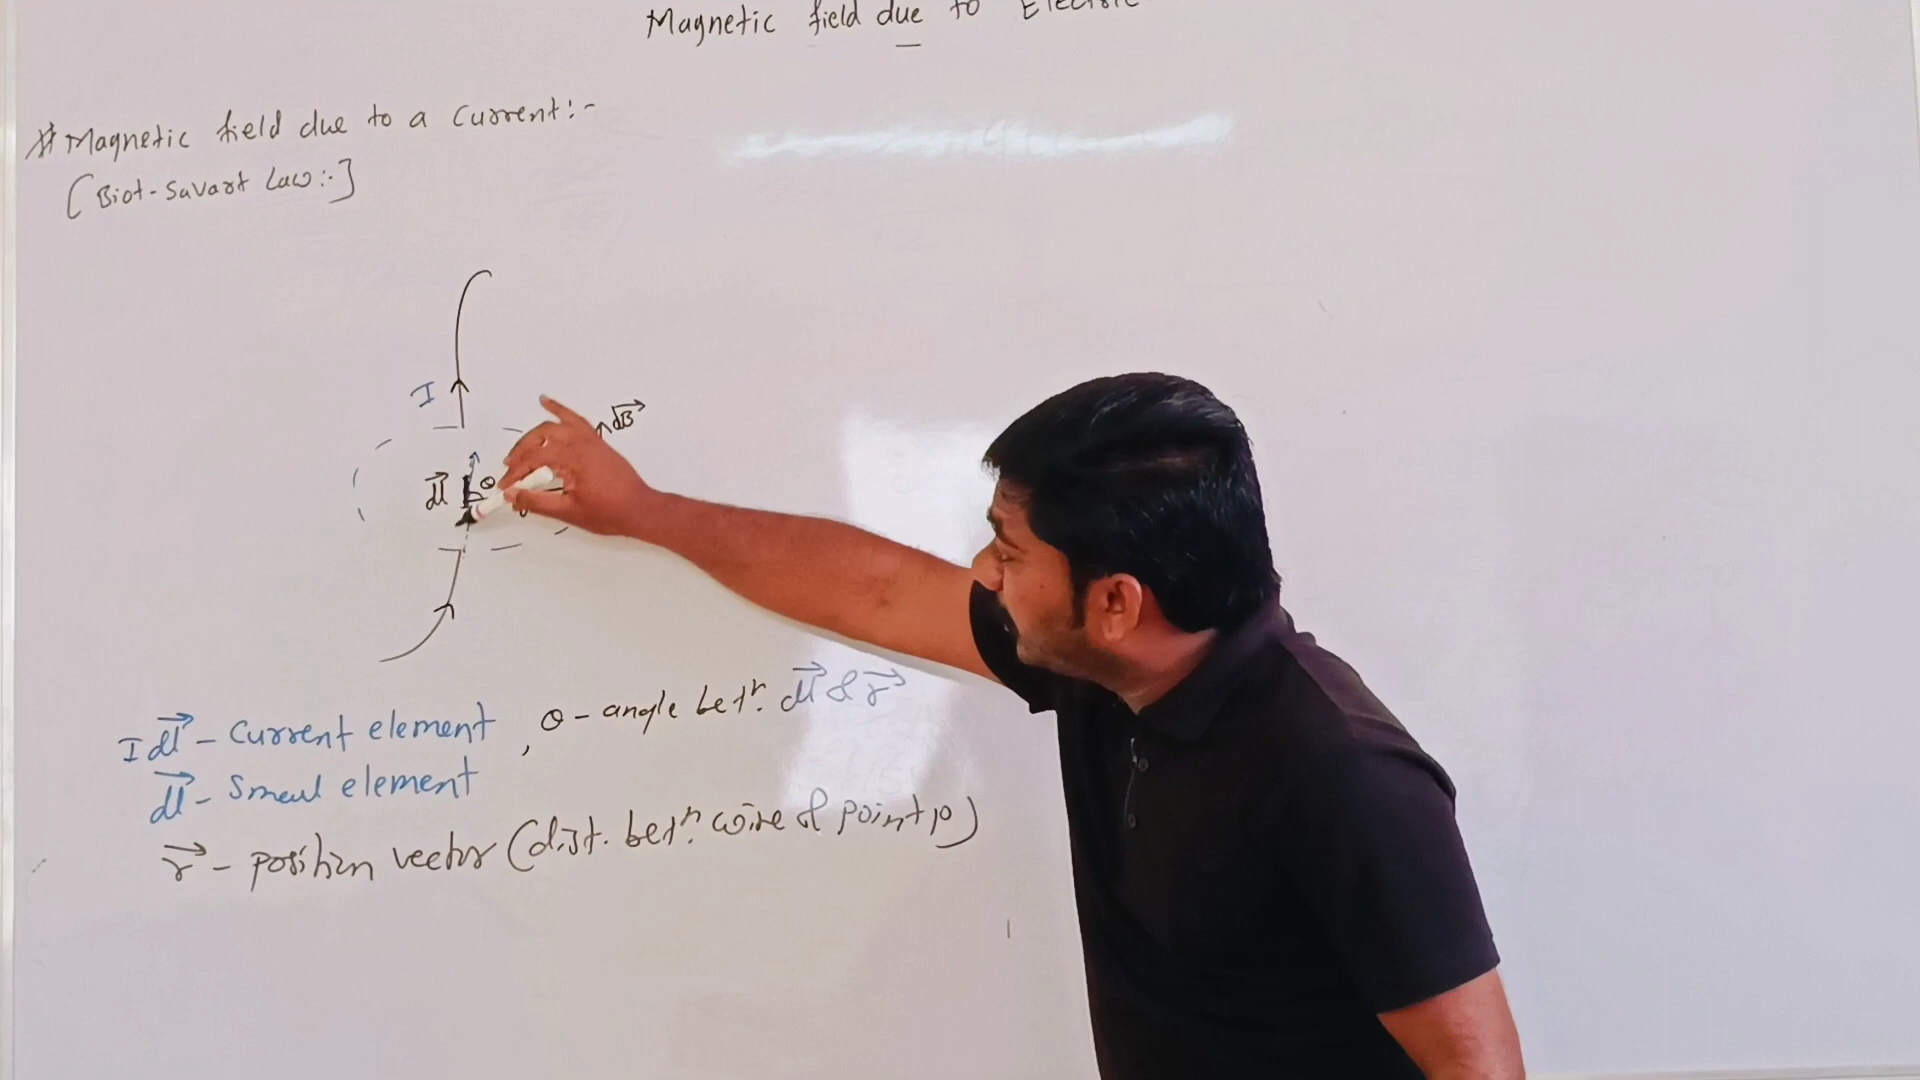 Magnetic field due to Electric
# Magnetic field due to a current:-
[Biot-Savart Law:-]
I
dB
dl θ
I dl - Current element , θ - angle betn. dl & r
dl - Small element
r - position vector (dist. betn. wire & point p)